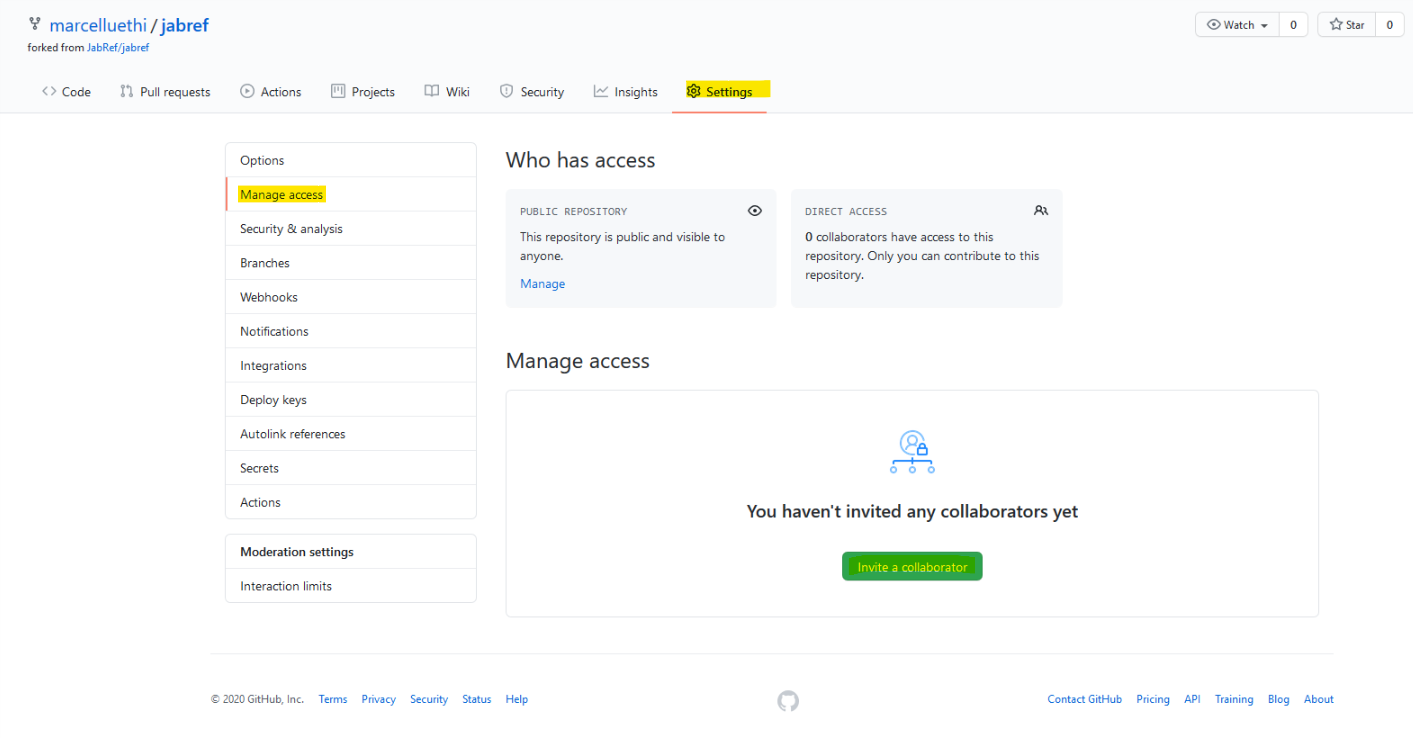 marcelluethi / jabref
Watch 0
Star 0
forked from JabRef/jabref
Code
Pull requests
Actions
Projects
Wiki
Security
Insights
Settings
Options
Manage access
Security & analysis
Branches
Webhooks
Notifications
Integrations
Deploy keys
Autolink references
Secrets
Actions
Moderation settings
Interaction limits
Who has access
PUBLIC REPOSITORY
This repository is public and visible to
anyone.
Manage
DIRECT ACCESS
0 collaborators have access to this
repository. Only you can contribute to this
repository.
Manage access
You haven't invited any collaborators yet
Invite a collaborator
© 2020 GitHub, Inc.
Terms
Privacy
Security
Status
Help
Contact GitHub
Pricing
API
Training
Blog
About